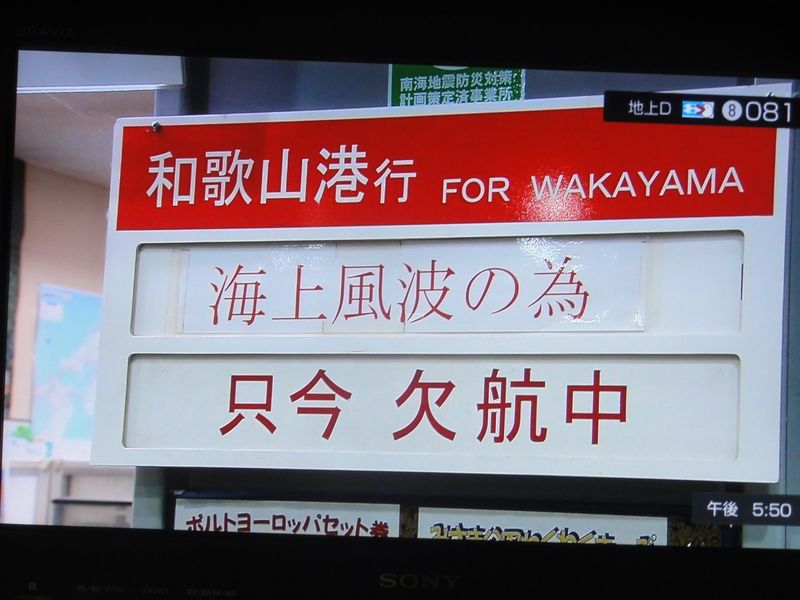 BRAVIA
南海地震防災対策
計画策定済事業所
地上D 8 081
和歌山港行 FOR WAKAYAMA
海上風波の為
只今 欠航中
午後 5:50
ポルトヨーロッパセット券
SONY